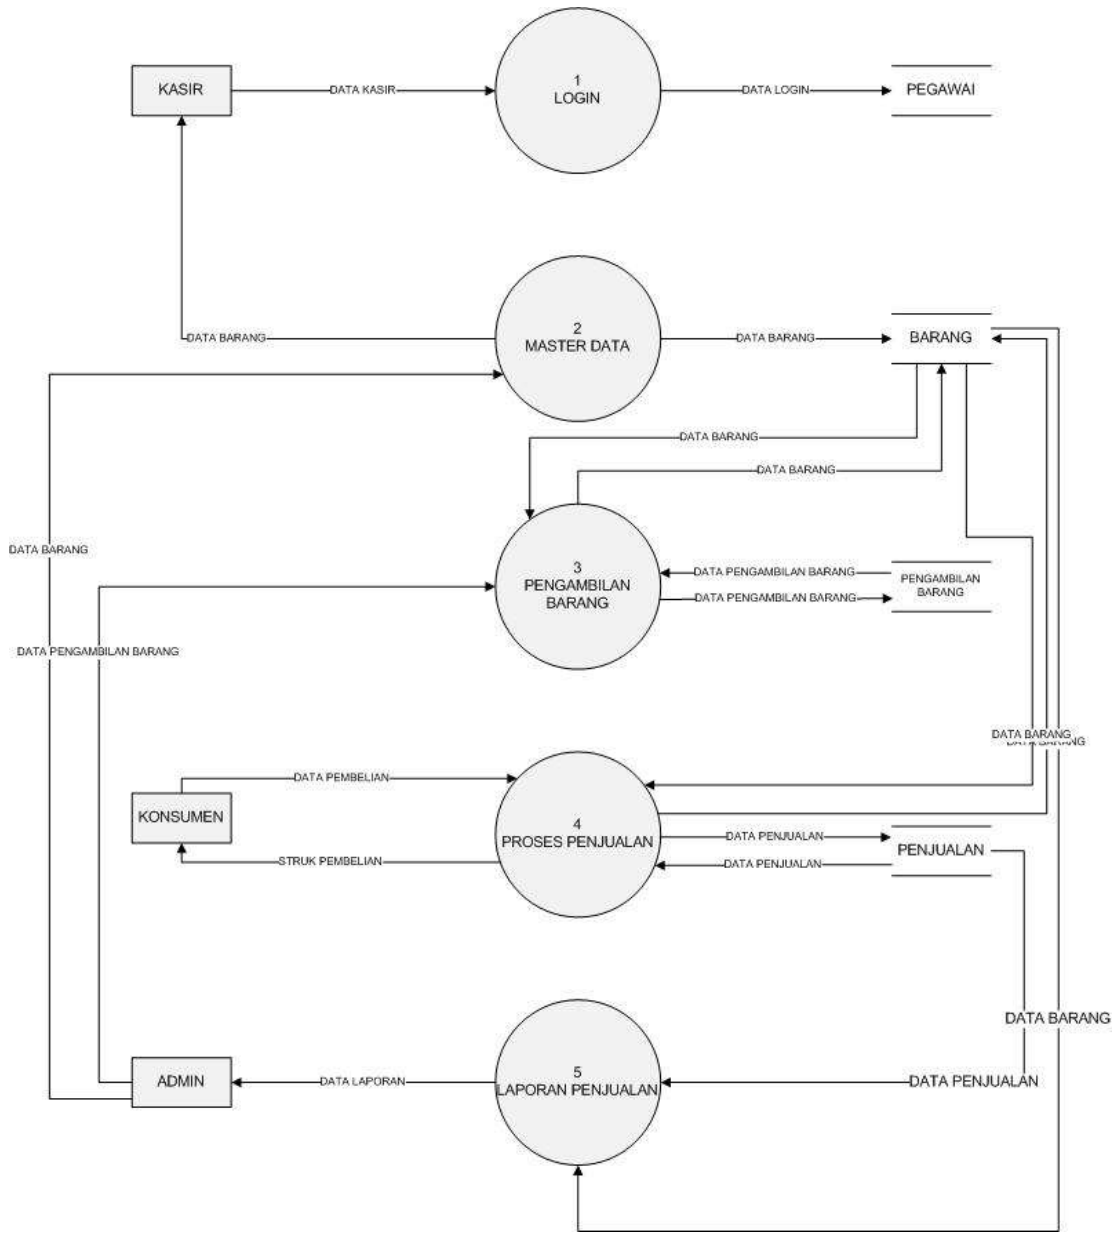 1
LOGIN
KASIR
DATA KASIR
DATA LOGIN
PEGAWAI
2
MASTER DATA
DATA BARANG
DATA BARANG
BARANG
DATA BARANG
DATA BARANG
DATA BARANG
3
PENGAMBILAN
BARANG
DATA PENGAMBILAN BARANG
DATA PENGAMBILAN BARANG
PENGAMBILAN
BARANG
DATA PENGAMBILAN BARANG
DATA BARANG
DATA BARANG
DATA PEMBELIAN
KONSUMEN
STRUK PEMBELIAN
4
PROSES PENJUALAN
DATA PENJUALAN
DATA PENJUALAN
PENJUALAN
DATA BARANG
ADMIN
DATA LAPORAN
5
LAPORAN PENJUALAN
DATA PENJUALAN